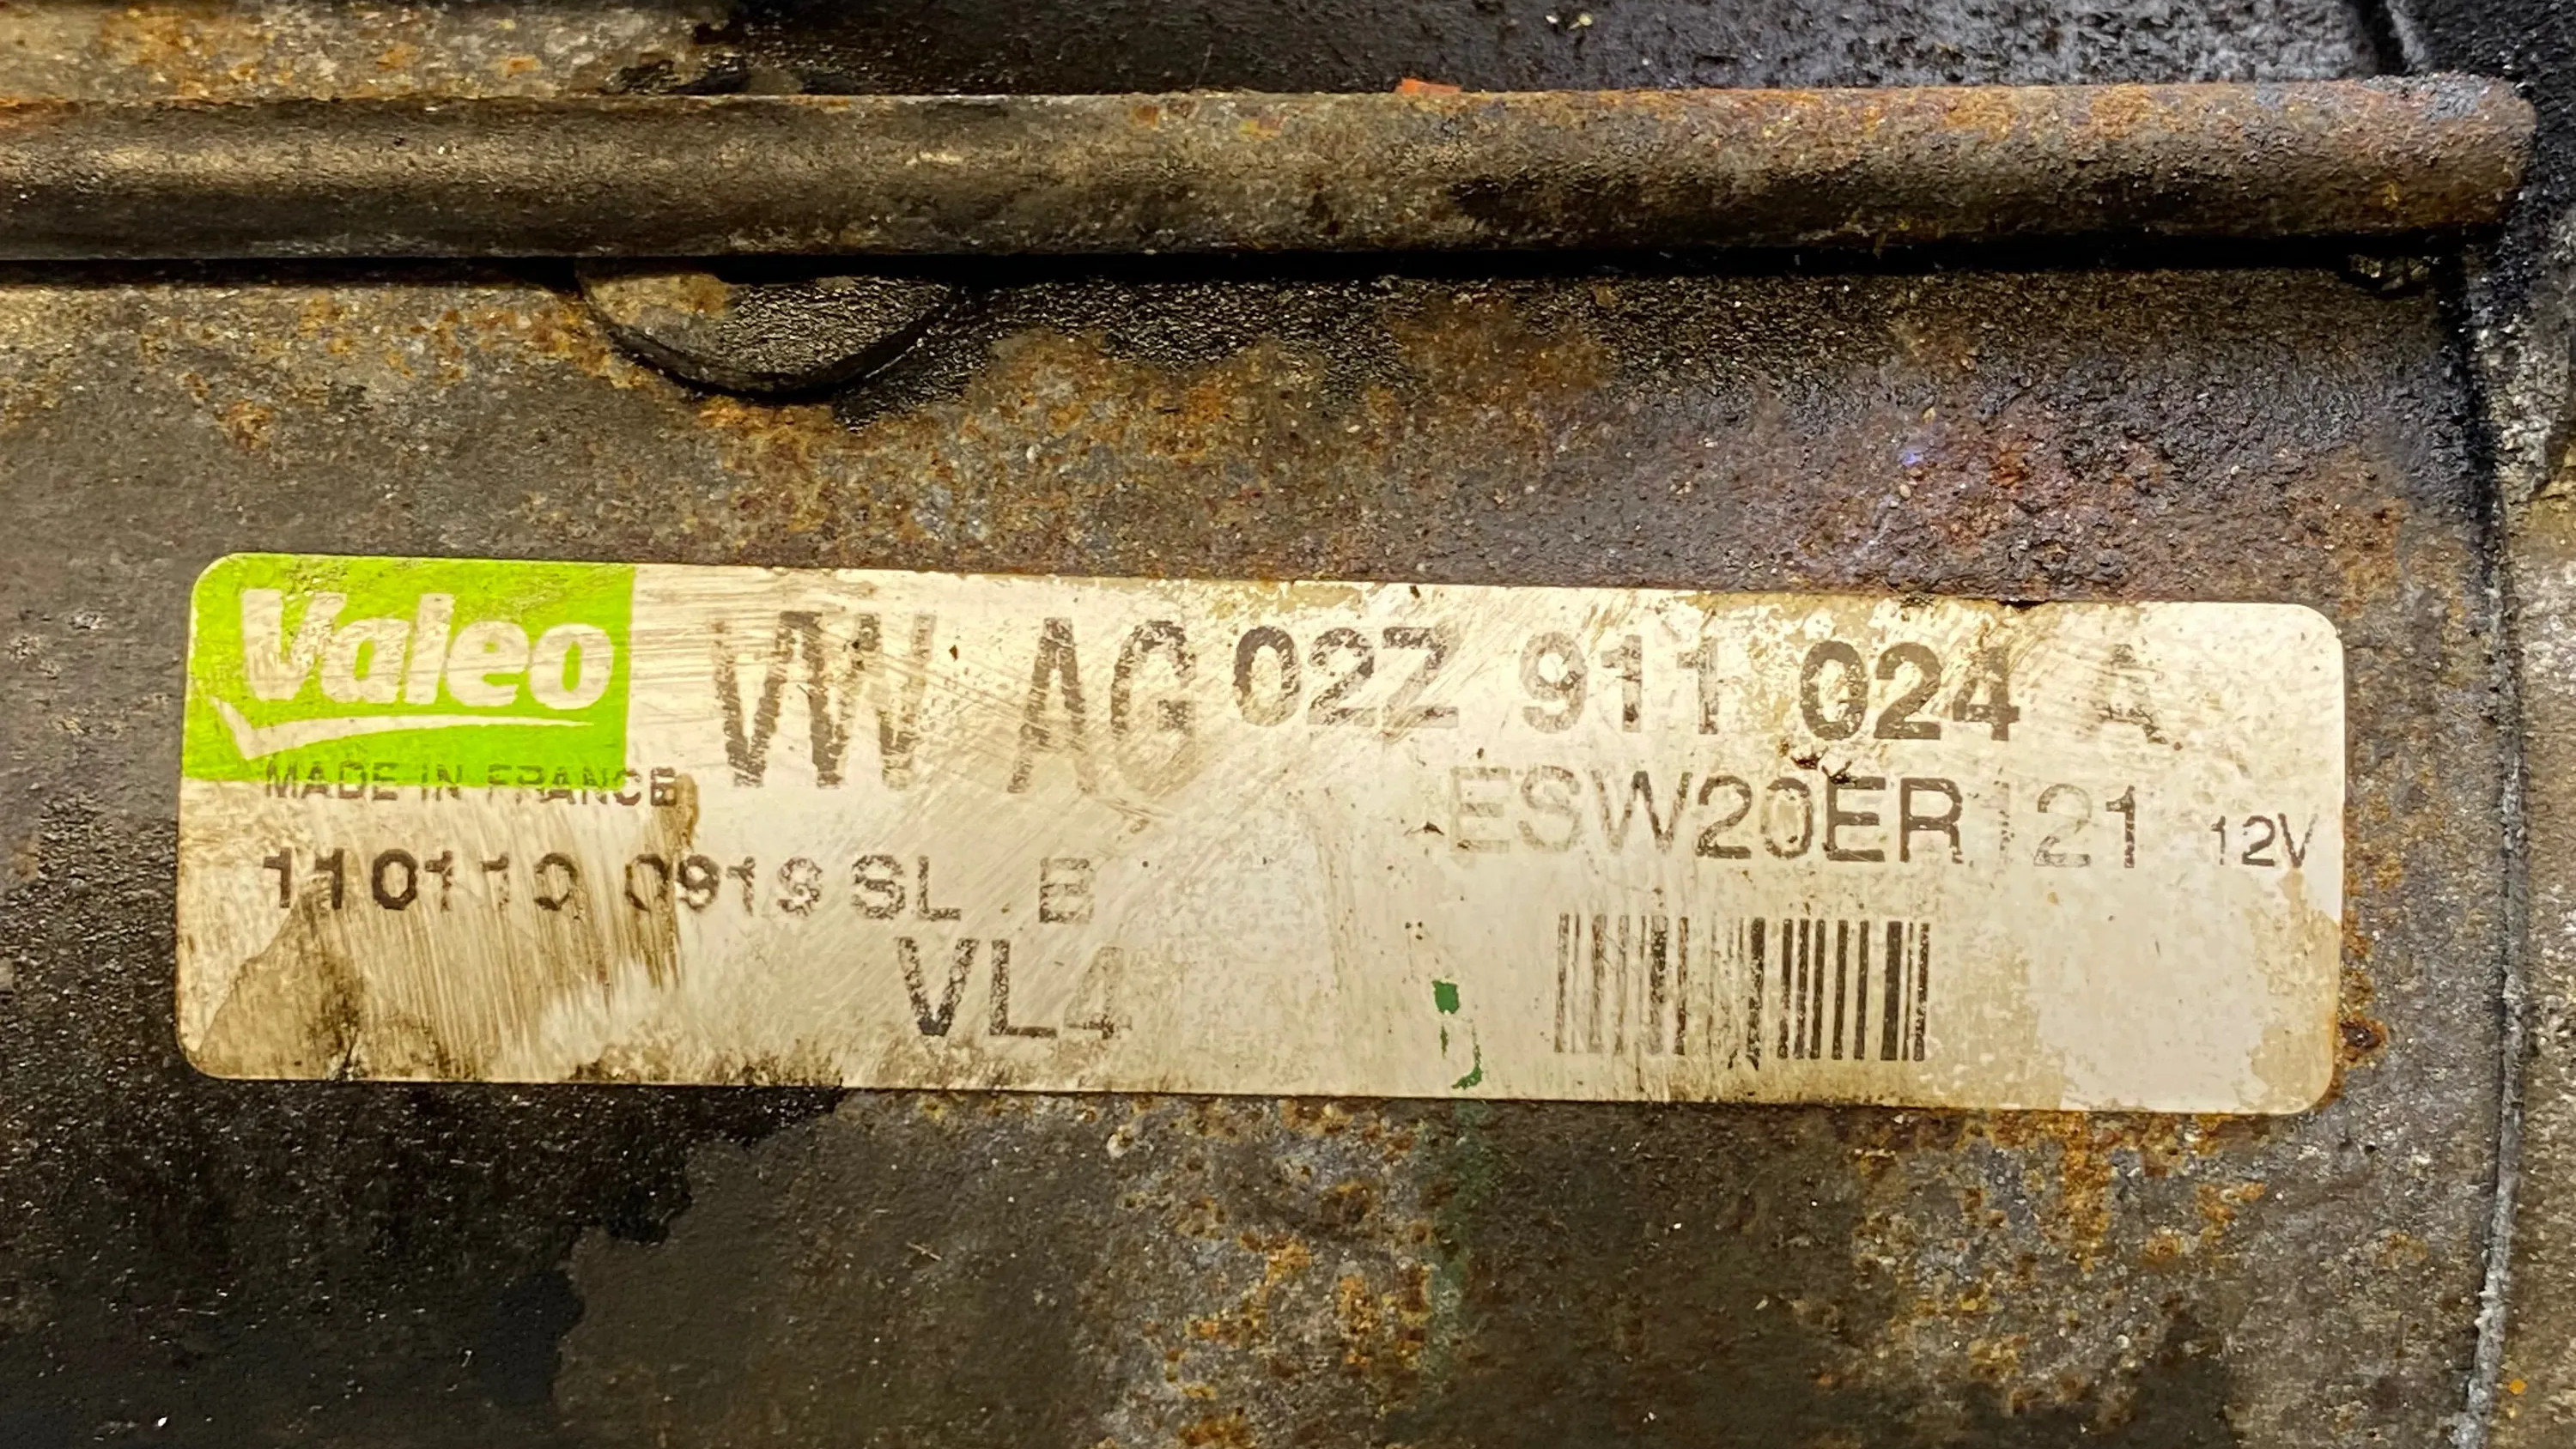 Valeo
VW AG 02Z 911 024 A
MADE IN FRANCE
ESW20ER121 12V
110110 0919 SL B
VL4